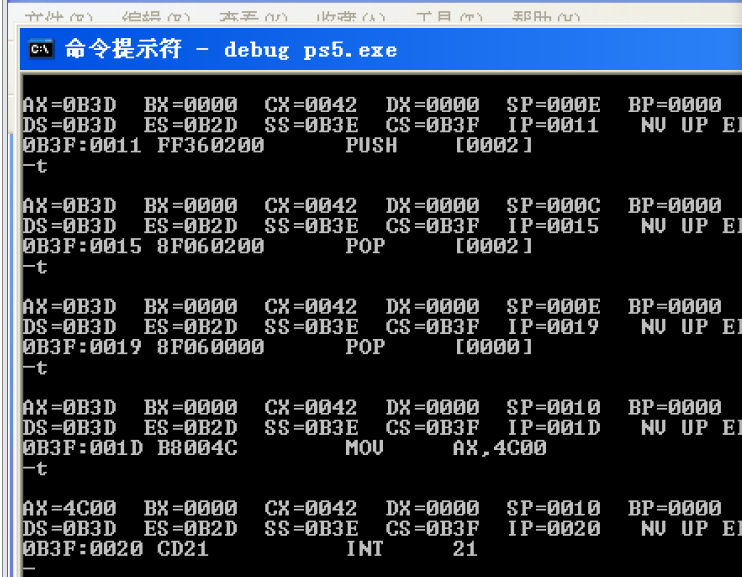 文件(F) 编辑(E) 查看(V) 收藏(A) 工具(T) 帮助(H)
命令提示符 - debug ps5.exe
AX=0B3D BX=0000 CX=0042 DX=0000 SP=000E BP=0000
DS=0B3D ES=0B2D SS=0B3E CS=0B3F IP=0011 NV UP EI
0B3F:0011 FF360200 PUSH [0002]
-t
AX=0B3D BX=0000 CX=0042 DX=0000 SP=000C BP=0000
DS=0B3D ES=0B2D SS=0B3E CS=0B3F IP=0015 NV UP EI
0B3F:0015 8F060200 POP [0002]
-t
AX=0B3D BX=0000 CX=0042 DX=0000 SP=000E BP=0000
DS=0B3D ES=0B2D SS=0B3E CS=0B3F IP=0019 NV UP EI
0B3F:0019 8F060000 POP [0000]
-t
AX=0B3D BX=0000 CX=0042 DX=0000 SP=0010 BP=0000
DS=0B3D ES=0B2D SS=0B3E CS=0B3F IP=001D NV UP EI
0B3F:001D B8004C MOV AX,4C00
-t
AX=4C00 BX=0000 CX=0042 DX=0000 SP=0010 BP=0000
DS=0B3D ES=0B2D SS=0B3E CS=0B3F IP=0020 NV UP EI
0B3F:0020 CD21 INT 21
-